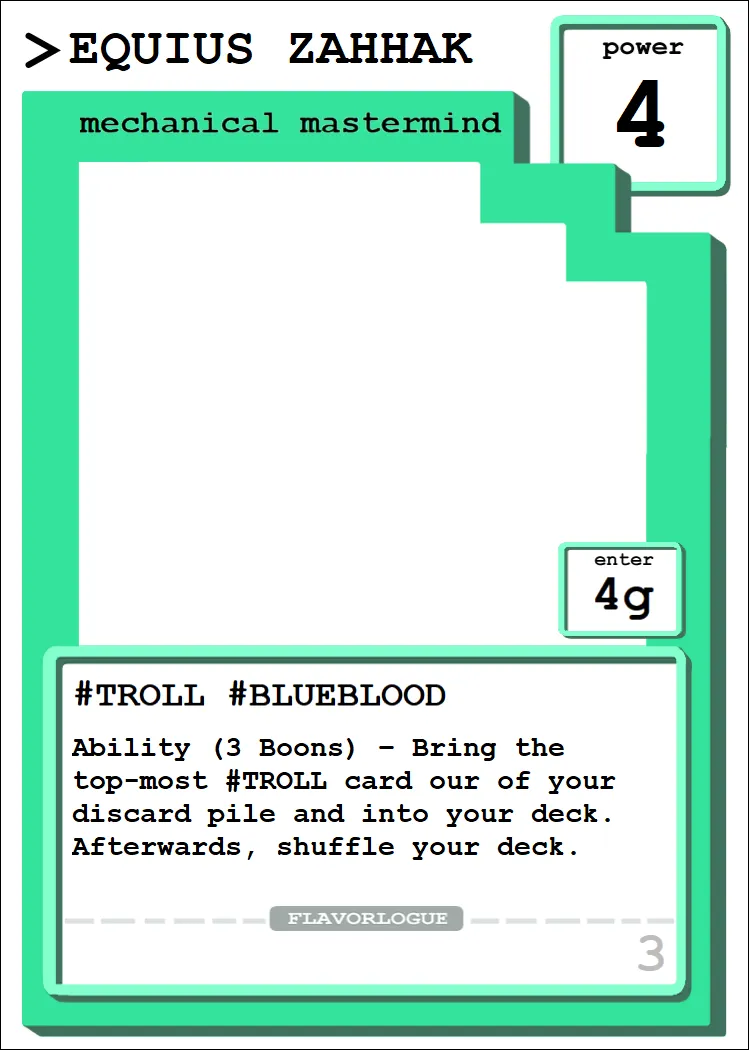 >EQUIUS ZAHHAK
power
4
mechanical mastermind
enter
4g
#TROLL #BLUEBLOOD
Ability (3 Boons) – Bring the
top-most #TROLL card our of your
discard pile and into your deck.
Afterwards, shuffle your deck.
FLAVORLOGUE
3